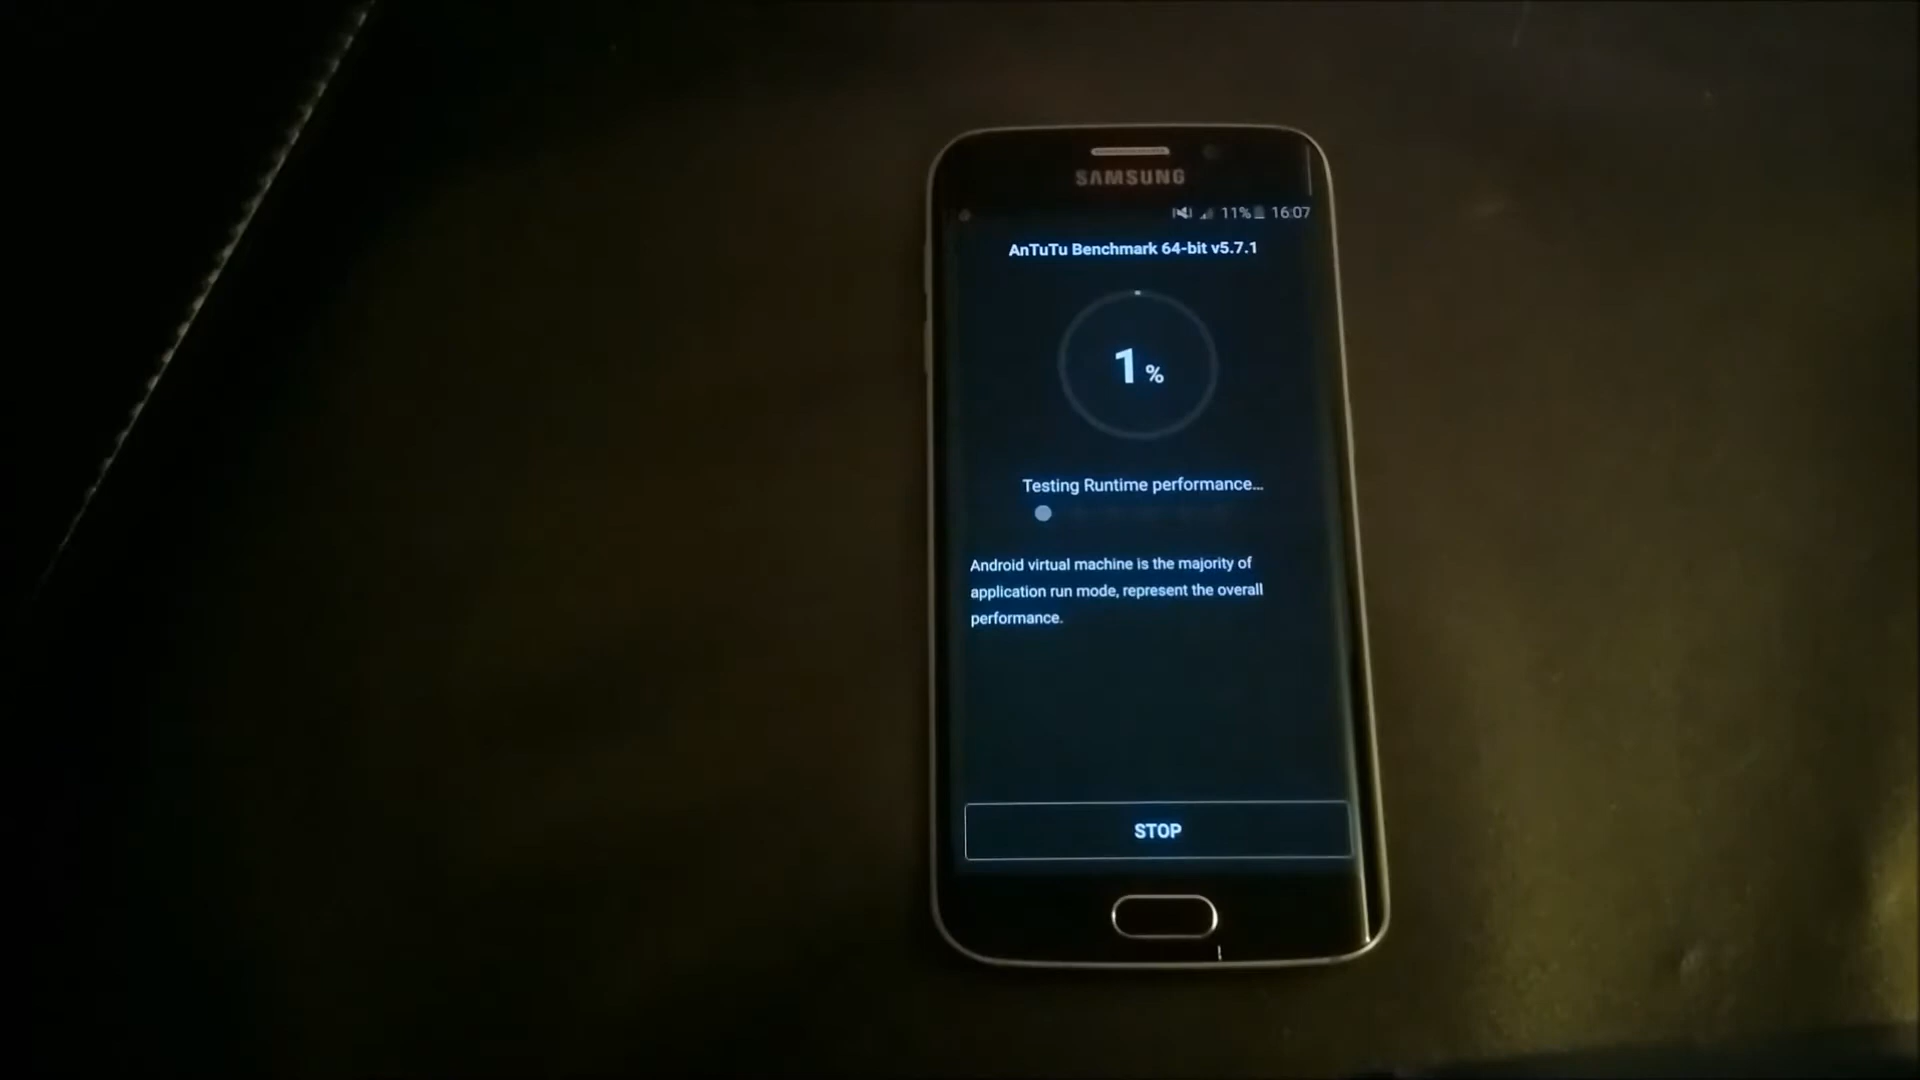 SAMSUNG
11% 16:07
AnTuTu Benchmark 64-bit v5.7.1
1%
Testing Runtime performance...
Android virtual machine is the majority of
application run mode, represent the overall
performance.
STOP